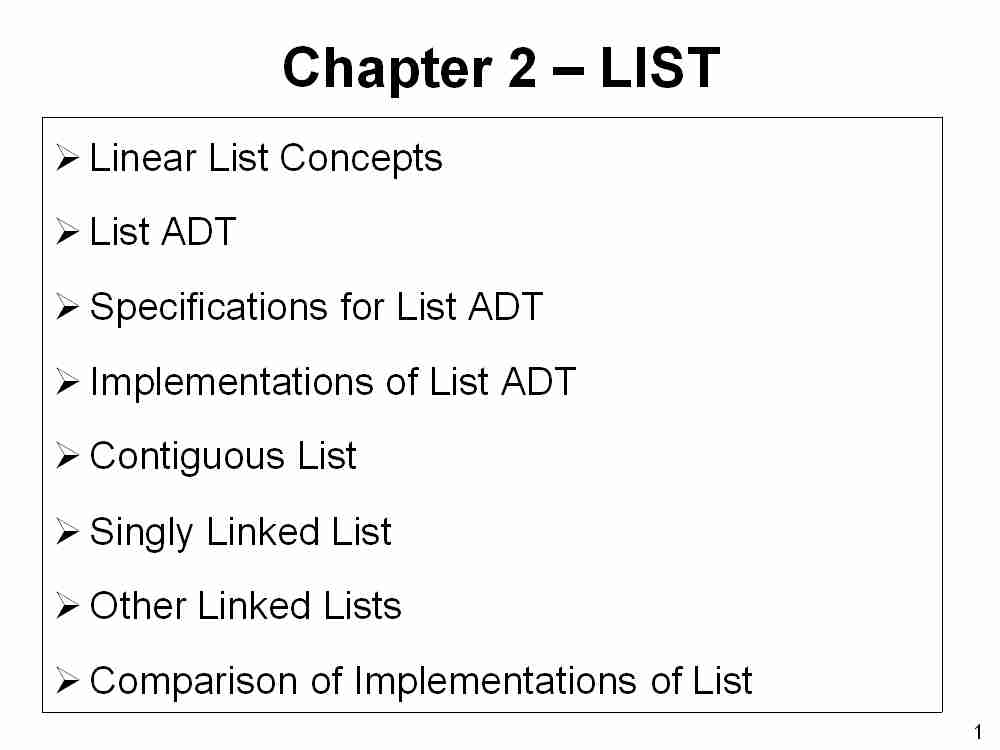 Chapter 2 – LIST
➢ Linear List Concepts
➢ List ADT
➢ Specifications for List ADT
➢ Implementations of List ADT
➢ Contiguous List
➢ Singly Linked List
➢ Other Linked Lists
➢ Comparison of Implementations of List
1